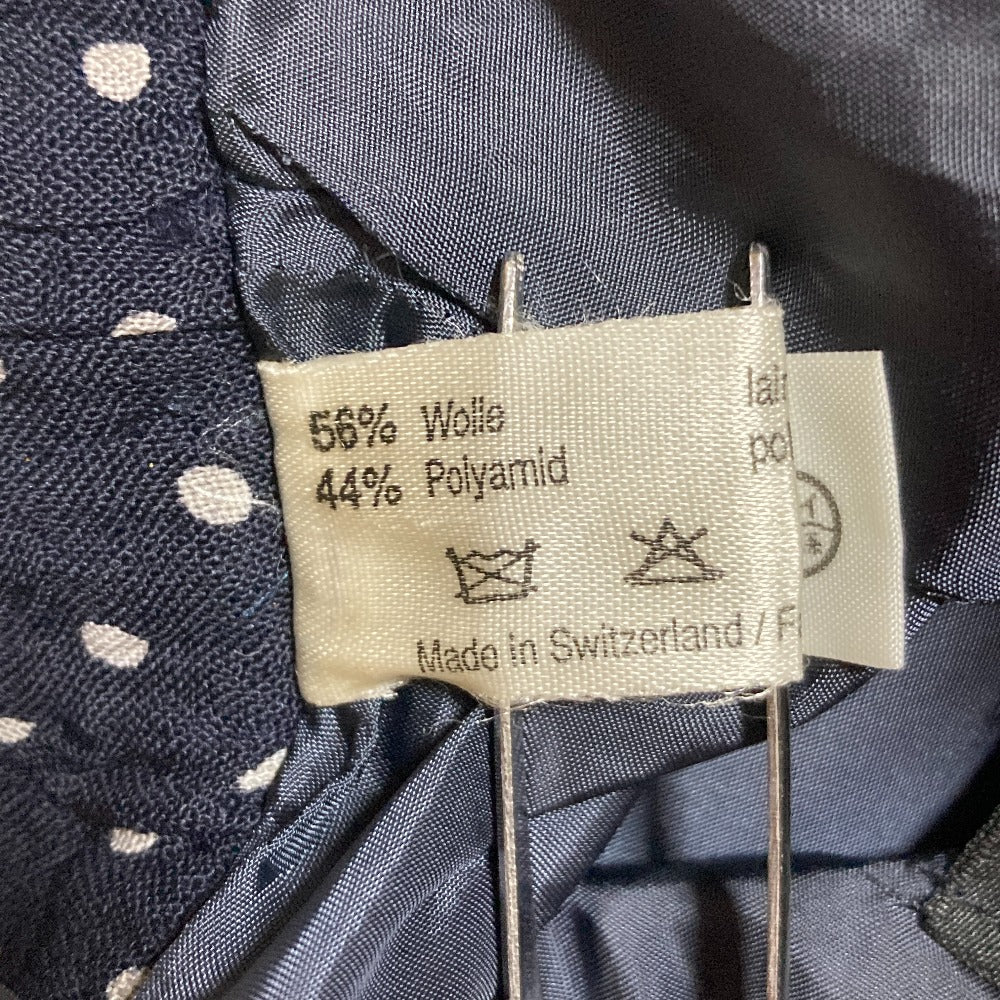 56% Wolle
44% Polyamid
Made in Switzerland /